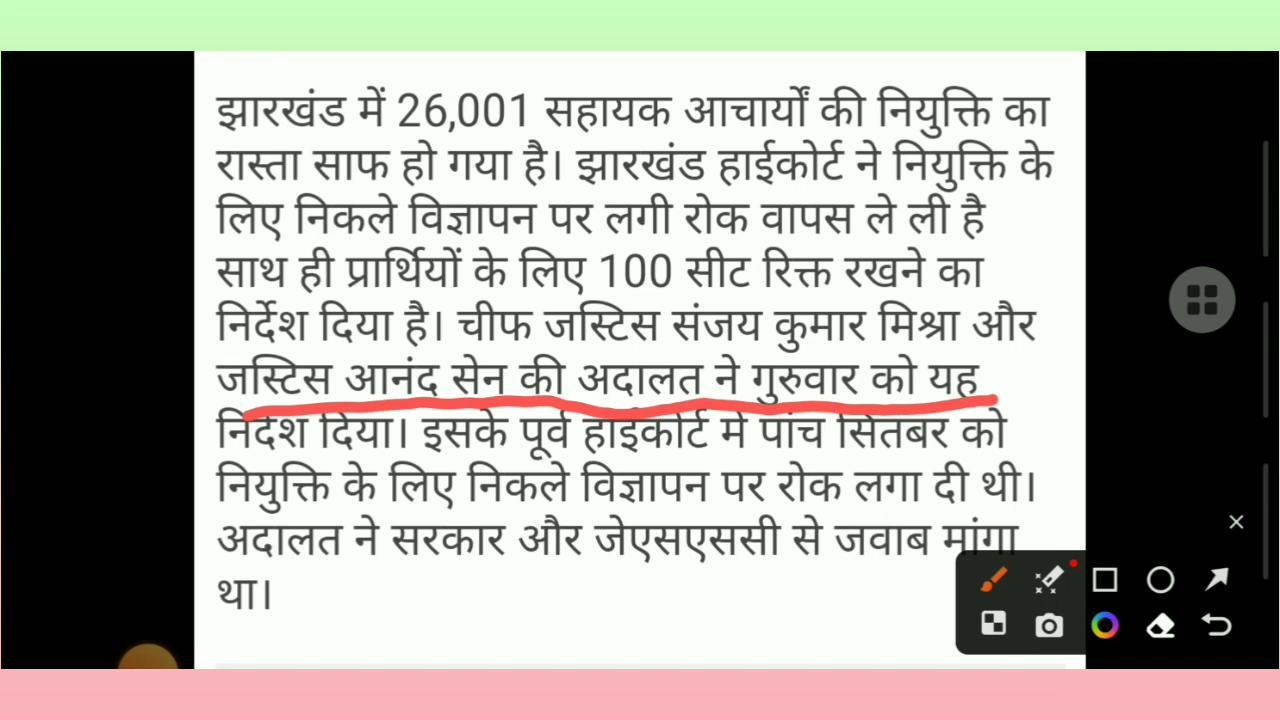 झारखंड में 26,001 सहायक आचार्यों की नियुक्ति का
रास्ता साफ हो गया है। झारखंड हाईकोर्ट ने नियुक्ति के
लिए निकले विज्ञापन पर लगी रोक वापस ले ली है
साथ ही प्रार्थियों के लिए 100 सीट रिक्त रखने का
निर्देश दिया है। चीफ जस्टिस संजय कुमार मिश्रा और
जस्टिस आनंद सेन की अदालत ने गुरुवार को यह
निर्देश दिया। इसके पूर्व हाईकोर्ट में पांच सितंबर को
नियुक्ति के लिए निकले विज्ञापन पर रोक लगा दी थी।
अदालत ने सरकार और जेएसएससी से जवाब मांगा
था।